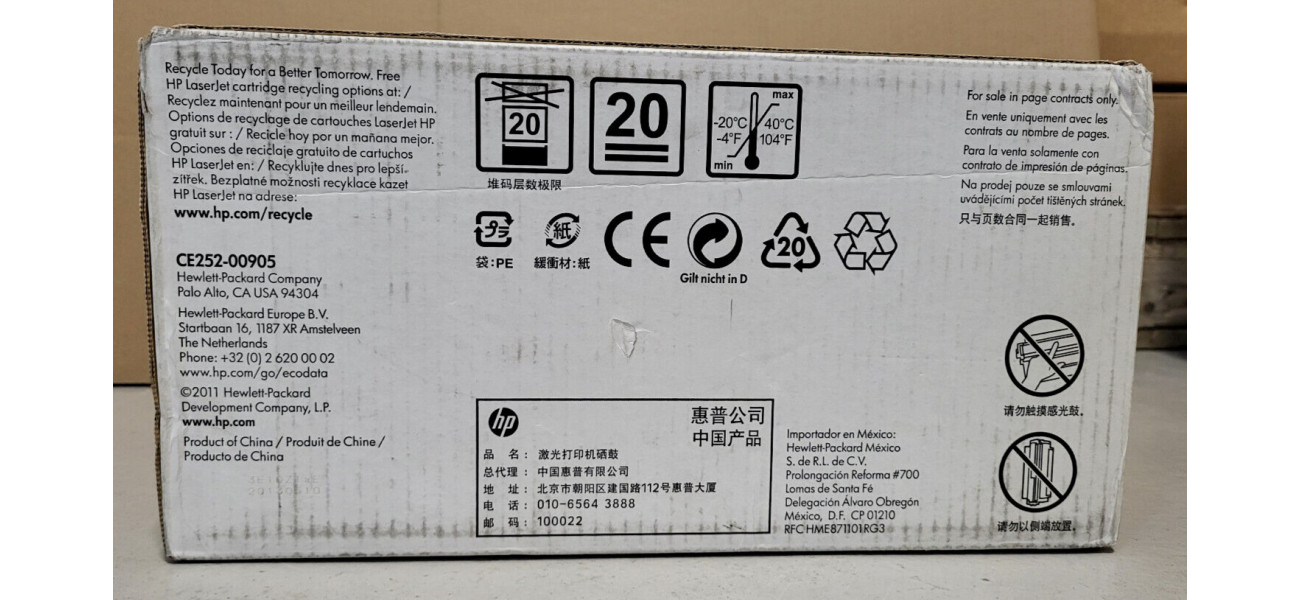 Recycle Today for a Better Tomorrow. Free
HP LaserJet cartridge recycling options at: /
Recyclez maintenant pour un meilleur lendemain.
Options de recyclage de cartouches LaserJet HP
gratuit sur : / Recicle hoy por un mañana mejor.
Opciones de reciclaje gratuito de cartuchos
HP LaserJet en: / Recyklujte dnes pro lepší
zítřek. Bezplatné možnosti recyklace kazet
HP LaserJet na adrese:
www.hp.com/recycle
CE252-00905
Hewlett-Packard Company
Palo Alto, CA USA 94304
Hewlett-Packard Europe B.V.
Startbaan 16, 1187 XR Amstelveen
The Netherlands
Phone: +32 (0) 2 620 00 02
www.hp.com/go/ecodata
©2011 Hewlett-Packard
Development Company, L.P.
www.hp.com
Product of China / Produit de Chine /
Producto de China
20
堆码层数极限
20
max
-20°C 40°C
-4°F 104°F
min
プラ
袋:PE
紙
緩衝材:紙
CE
Gilt nicht in D
20
hp
惠普公司
中国产品
品 名: 激光打印机硒鼓
总代理: 中国惠普有限公司
地 址: 北京市朝阳区建国路112号惠普大厦
电 话: 010-6564 3888
邮 码: 100022
Importador en México:
Hewlett-Packard México
S. de R.L. de C.V.
Prolongación Reforma #700
Lomas de Santa Fé
Delegación Álvaro Obregón
México, D.F. CP 01210
RFC HME871101RG3
For sale in page contracts only.
En vente uniquement avec les
contrats au nombre de pages.
Para la venta solamente con
contrato de impresión de páginas.
Na prodej pouze se smlouvami
uvádějícími počet tištěných stránek.
只与页数合同一起销售。
请勿触摸感光鼓。
请勿以侧端放置。